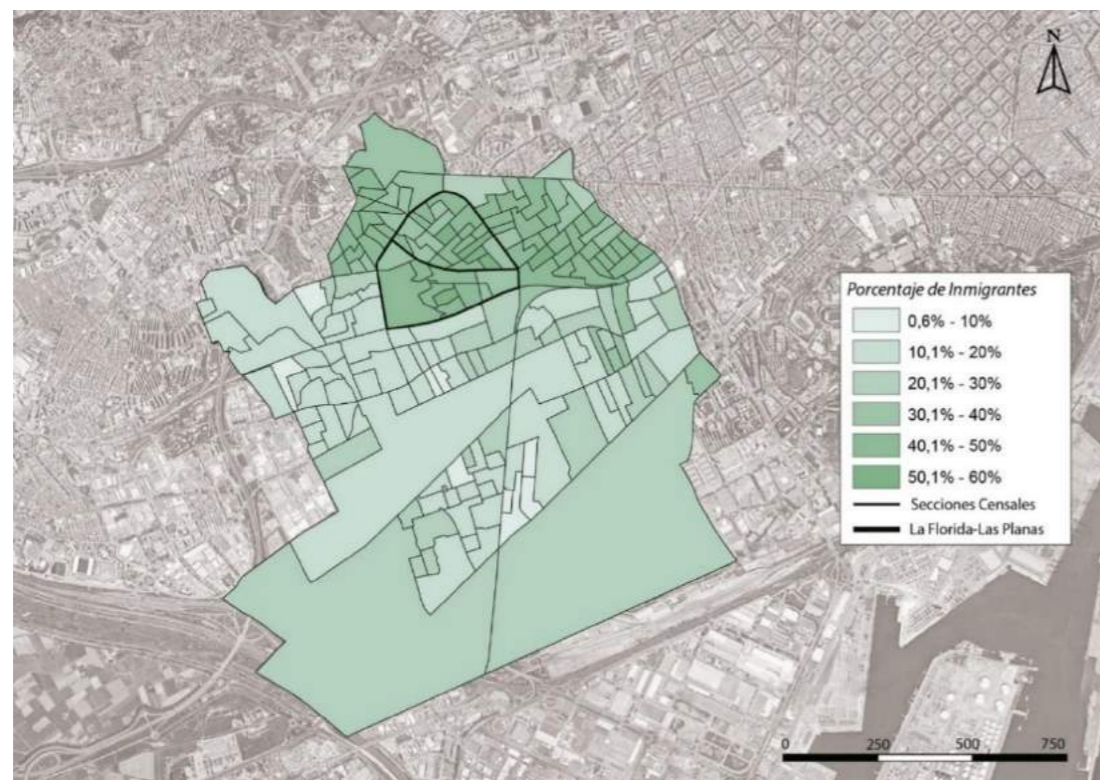 N
Porcentaje de Inmigrantes
0,6% - 10%
10,1% - 20%
20,1% - 30%
30,1% - 40%
40,1% - 50%
50,1% - 60%
Secciones Censales
La Florida-Las Planas
0 250 500 750